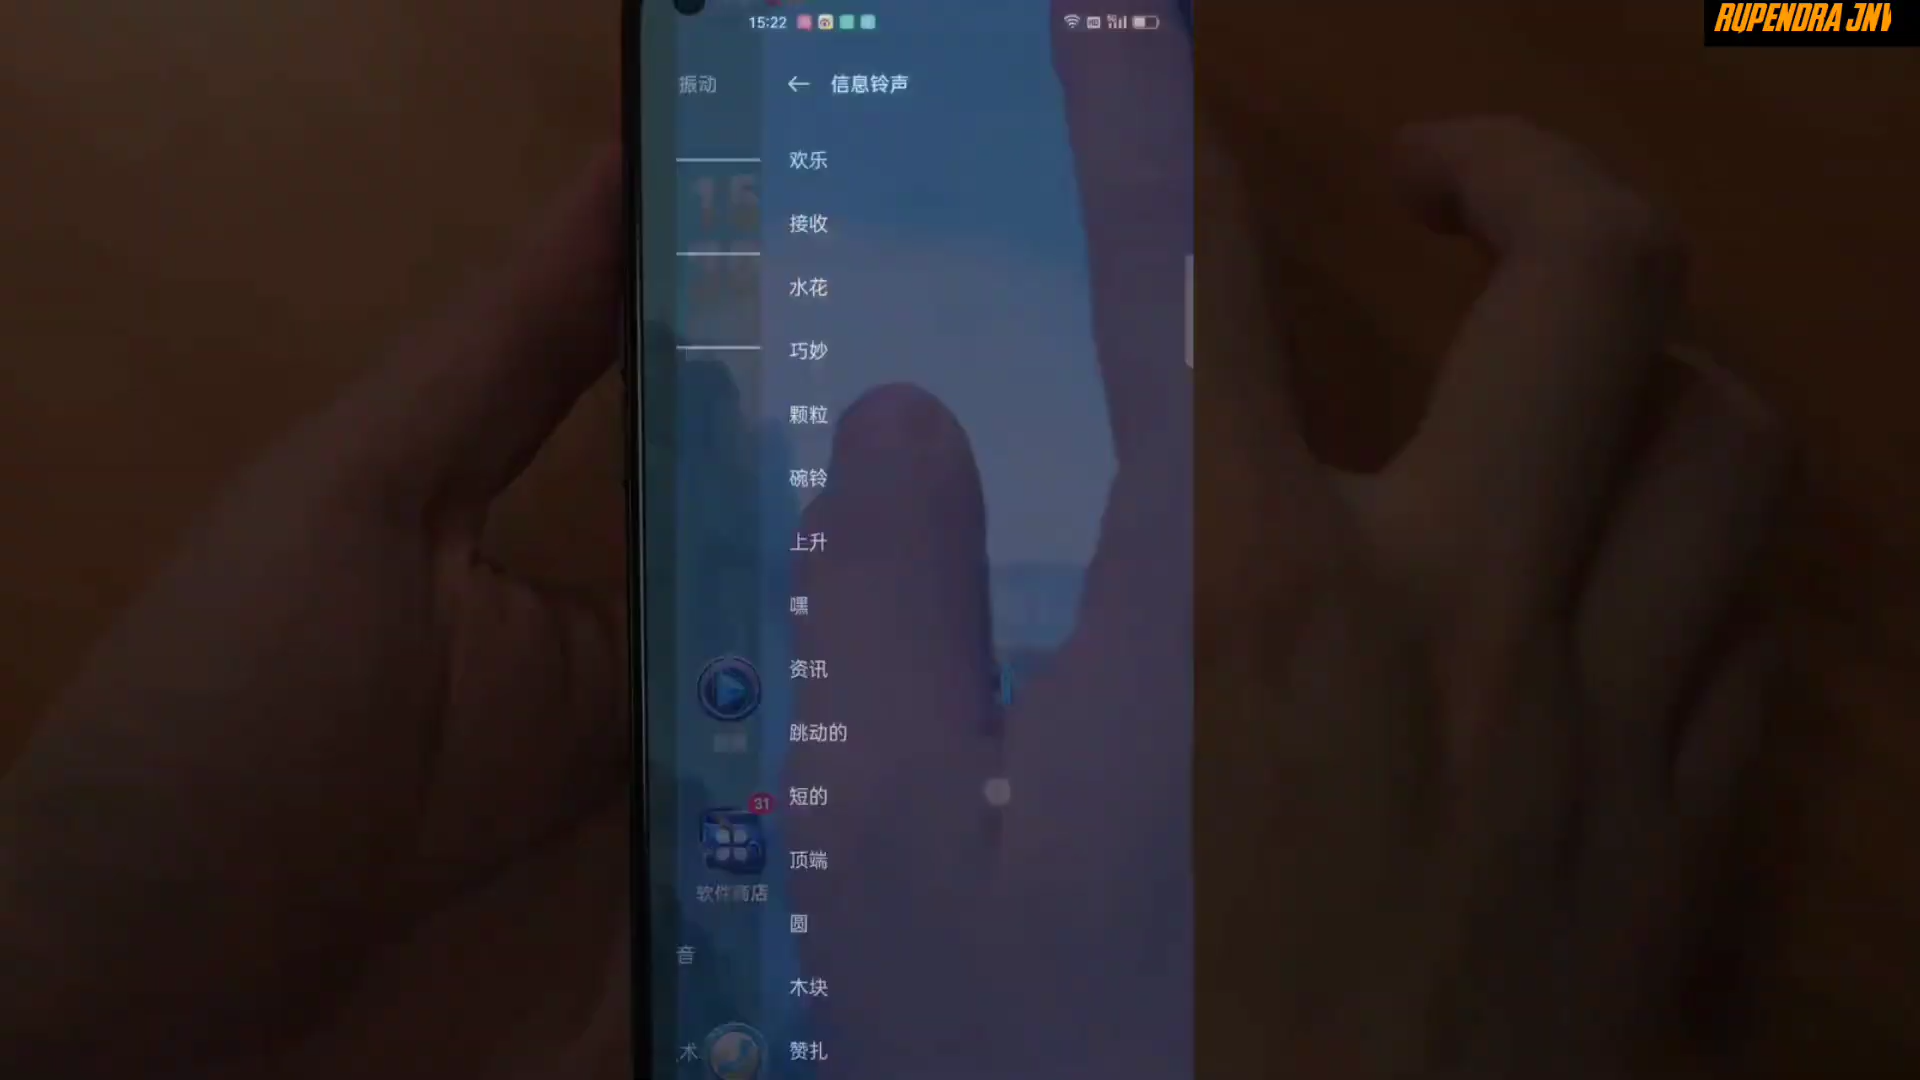 RUPENDRA JNV
15:22
振动
信息铃声
欢乐
接收
水花
巧妙
颗粒
碗铃
上升
嘿
资讯
跳动的
短的
31
顶端
软件商店
圆
音
木块
术
赞扎